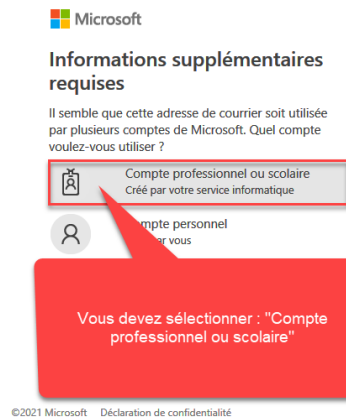 Microsoft
Informations supplémentaires
requises
Il semble que cette adresse de courrier soit utilisée
par plusieurs comptes de Microsoft. Quel compte
voulez-vous utiliser ?
Compte professionnel ou scolaire
Créé par votre service informatique
personnel
vous
Vous devez sélectionner : "Compte
professionnel ou scolaire"
©2021 Microsoft Déclaration de confidentialité